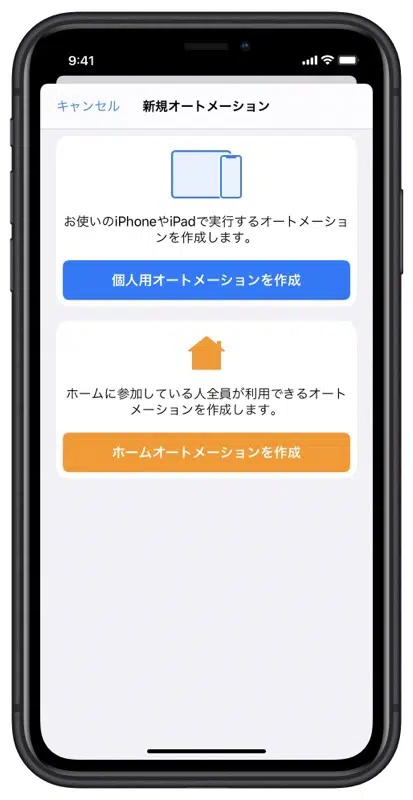 9:41
キャンセル 新規オートメーション
お使いのiPhoneやiPadで実行するオートメーショ
ンを作成します。
個人用オートメーションを作成
ホームに参加している人全員が利用できるオート
メーションを作成します。
ホームオートメーションを作成